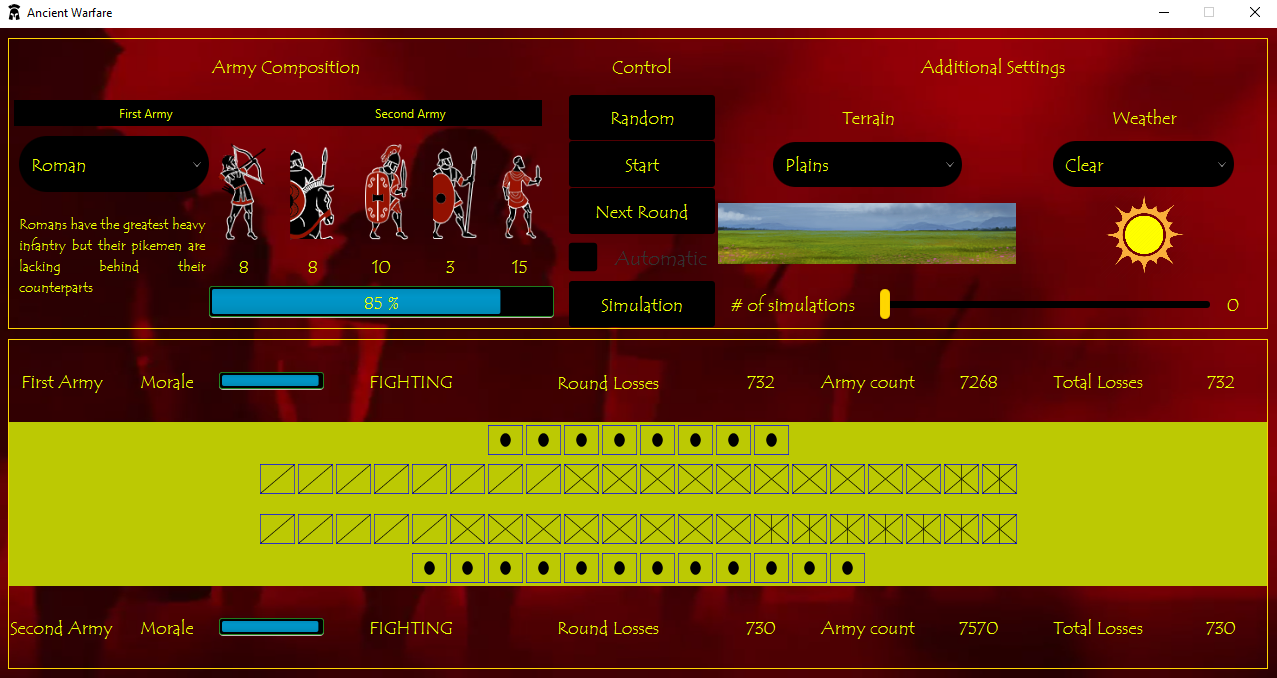 Ancient Warfare
Army Composition
Control
Additional Settings
First Army
Second Army
Random
Terrain
Weather
Roman
Start
Plains
Clear
Romans have the greatest heavy
infantry but their pikemen are
lacking behind their
counterparts
Next Round
8 8 10 3 15
Automatic
85 %
Simulation
# of simulations
0
First Army Morale FIGHTING Round Losses 732 Army count 7268 Total Losses 732
Second Army Morale FIGHTING Round Losses 730 Army count 7570 Total Losses 730